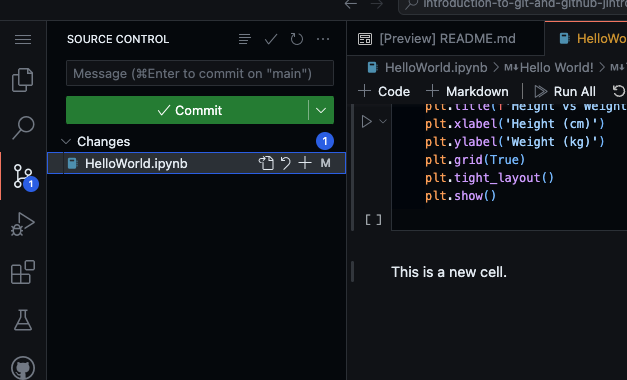 introduction-to-git-and-github-jintro
SOURCE CONTROL
Message (⌘Enter to commit on "main")
Commit
Changes
1
HelloWorld.ipynb
M
1
[Preview] README.md
HelloWo
HelloWorld.ipynb > M↓Hello World! > M↓
+ Code + Markdown | Run All
plt.title(f'Height vs Weight
plt.xlabel('Height (cm)')
plt.ylabel('Weight (kg)')
plt.grid(True)
plt.tight_layout()
plt.show()
[ ]
This is a new cell.